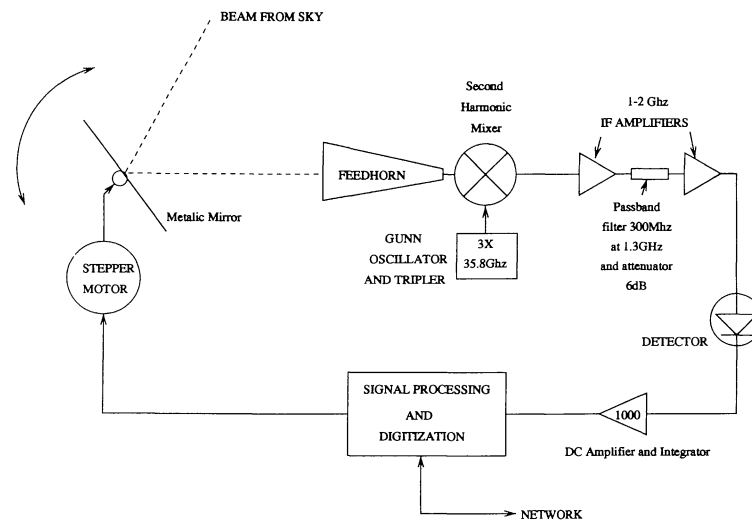 BEAM FROM SKY
Second
Harmonic
Mixer
1-2 Ghz
IF AMPLIFIERS
FEEDHORN
Metalic Mirror
GUNN
OSCILLATOR
AND TRIPLER
3X
35.8Ghz
Passband
filter 300Mhz
at 1.3GHz
and attenuator
6dB
STEPPER
MOTOR
DETECTOR
SIGNAL PROCESSING
AND
DIGITIZATION
1000
DC Amplifier and Integrator
NETWORK